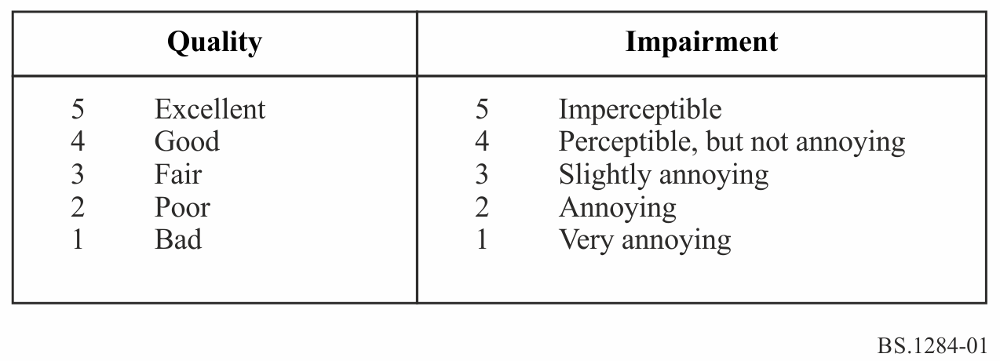 Quality Impairment
5 Excellent 5 Imperceptible
4 Good 4 Perceptible, but not annoying
3 Fair 3 Slightly annoying
2 Poor 2 Annoying
1 Bad 1 Very annoying
BS.1284-01